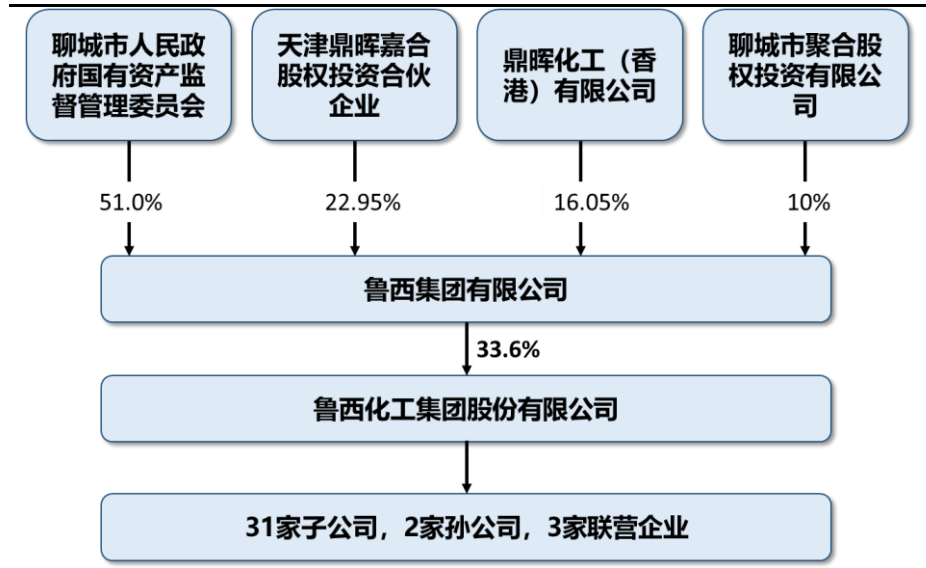 聊城市人民政
府国有资产监
督管理委员会
天津鼎晖嘉合
股权投资合伙
企业
鼎晖化工（香
港）有限公司
聊城市聚合股
权投资有限公
司
51.0%
22.95%
16.05%
10%
鲁西集团有限公司
33.6%
鲁西化工集团股份有限公司
31家子公司，2家孙公司，3家联营企业